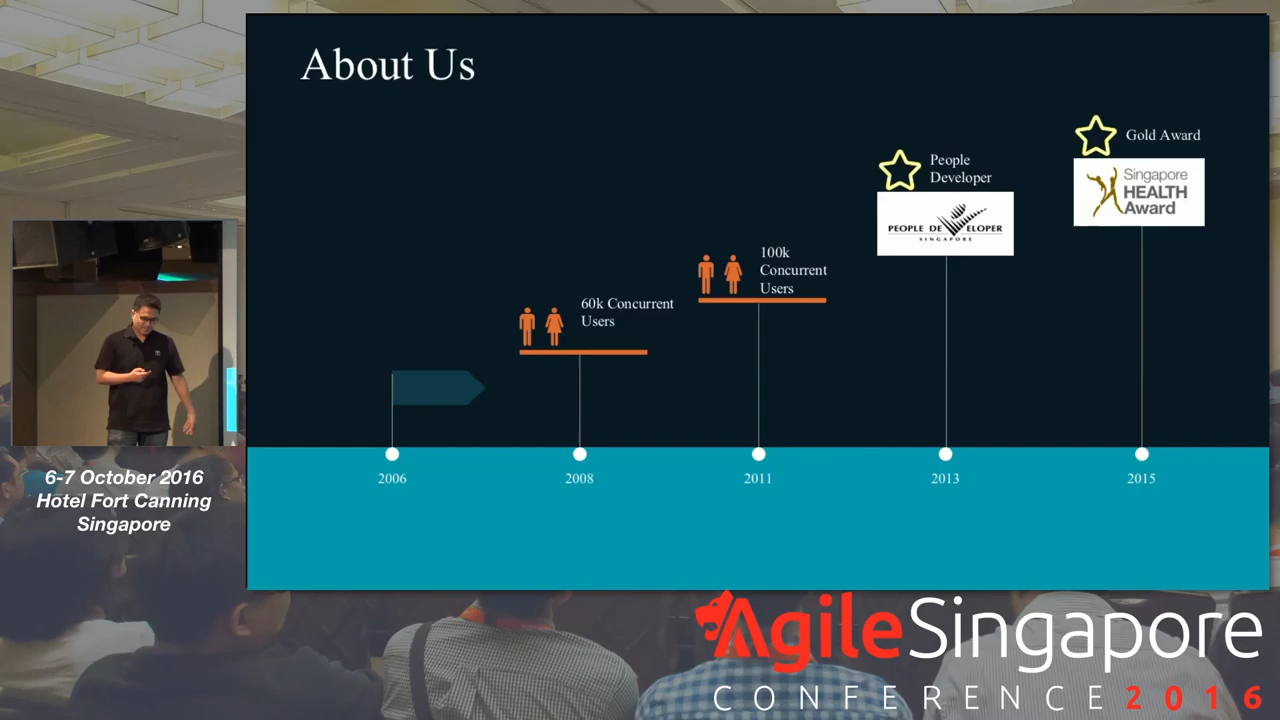 About Us
Gold Award
Singapore
HEALTH
Award
People
Developer
PEOPLE DEVELOPER
SINGAPORE
100k
Concurrent
Users
60k Concurrent
Users
2006
2008
2011
2013
2015
6-7 October 2016
Hotel Fort Canning
Singapore
AgileSingapore
CONFERENCE 2016